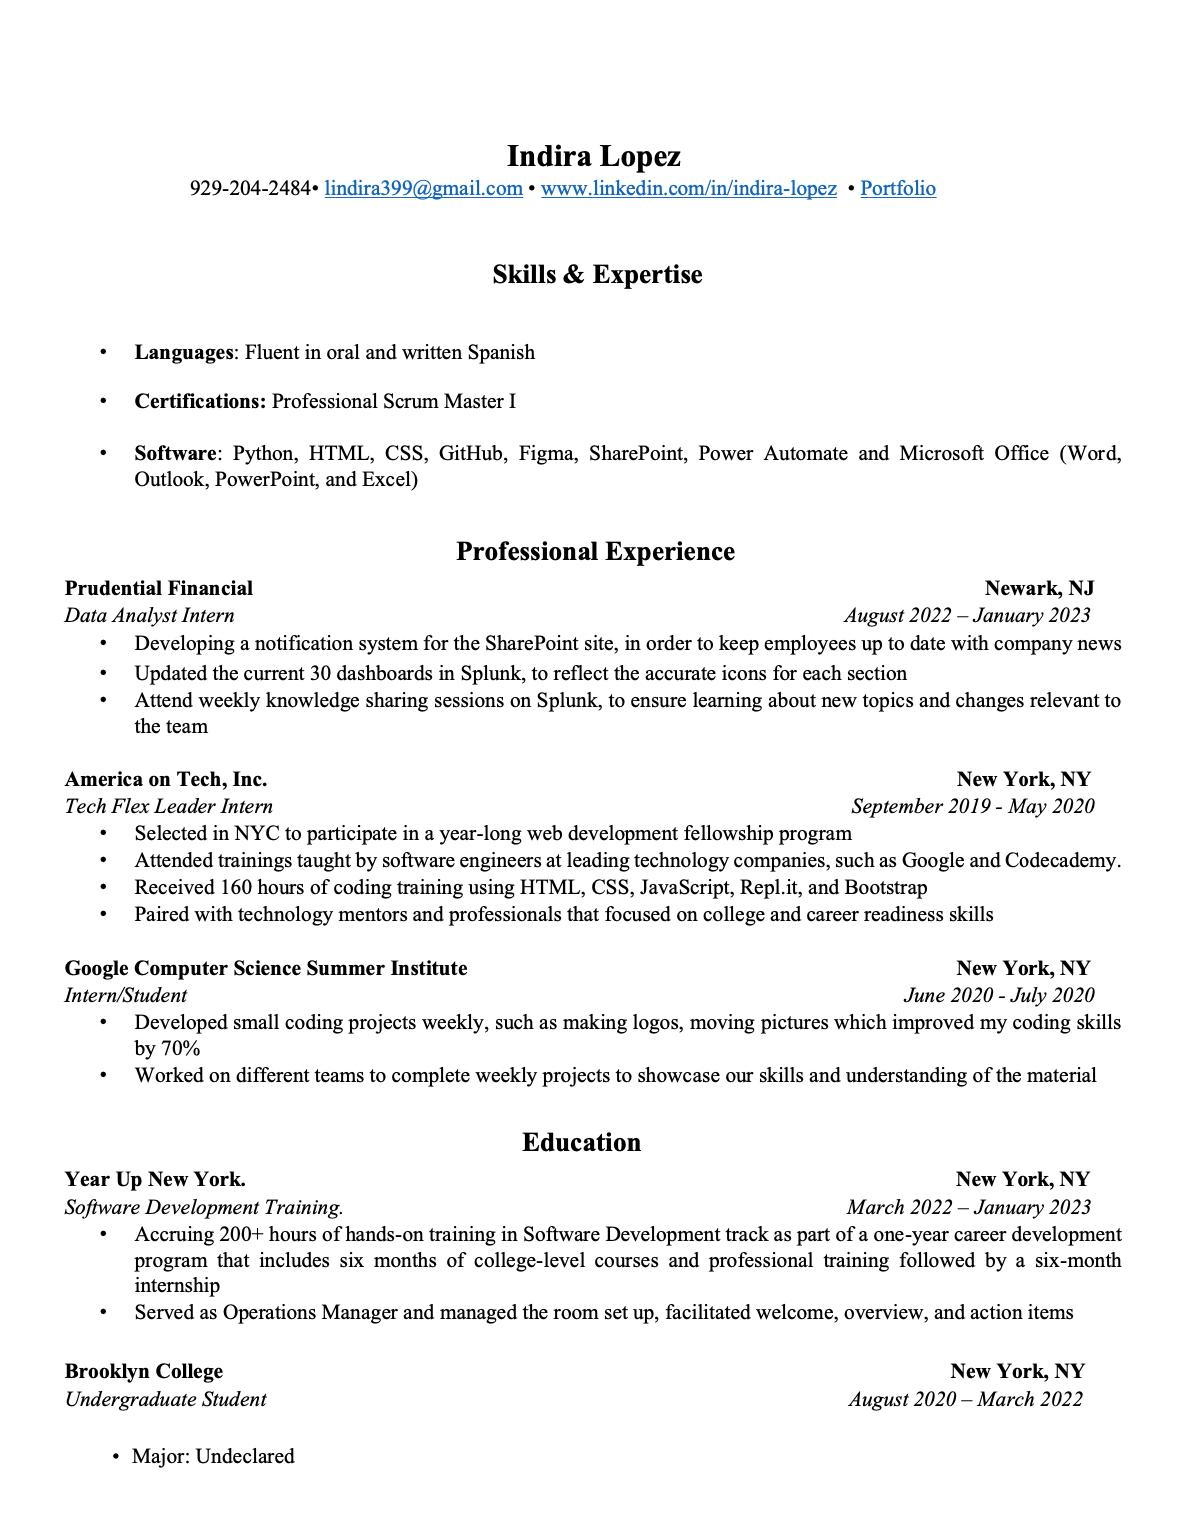 Indira Lopez
929-204-2484• lindira399@gmail.com • www.linkedin.com/in/indira-lopez • Portfolio
Skills & Expertise
• Languages: Fluent in oral and written Spanish
• Certifications: Professional Scrum Master I
• Software: Python, HTML, CSS, GitHub, Figma, SharePoint, Power Automate and Microsoft Office (Word,
Outlook, PowerPoint, and Excel)
Professional Experience
Prudential Financial Newark, NJ
Data Analyst Intern August 2022 – January 2023
• Developing a notification system for the SharePoint site, in order to keep employees up to date with company news
• Updated the current 30 dashboards in Splunk, to reflect the accurate icons for each section
• Attend weekly knowledge sharing sessions on Splunk, to ensure learning about new topics and changes relevant to
the team
America on Tech, Inc. New York, NY
Tech Flex Leader Intern September 2019 - May 2020
• Selected in NYC to participate in a year-long web development fellowship program
• Attended trainings taught by software engineers at leading technology companies, such as Google and Codecademy.
• Received 160 hours of coding training using HTML, CSS, JavaScript, Repl.it, and Bootstrap
• Paired with technology mentors and professionals that focused on college and career readiness skills
Google Computer Science Summer Institute New York, NY
Intern/Student June 2020 - July 2020
• Developed small coding projects weekly, such as making logos, moving pictures which improved my coding skills
by 70%
• Worked on different teams to complete weekly projects to showcase our skills and understanding of the material
Education
Year Up New York. New York, NY
Software Development Training. March 2022 – January 2023
• Accruing 200+ hours of hands-on training in Software Development track as part of a one-year career development
program that includes six months of college-level courses and professional training followed by a six-month
internship
• Served as Operations Manager and managed the room set up, facilitated welcome, overview, and action items
Brooklyn College New York, NY
Undergraduate Student August 2020 – March 2022
• Major: Undeclared